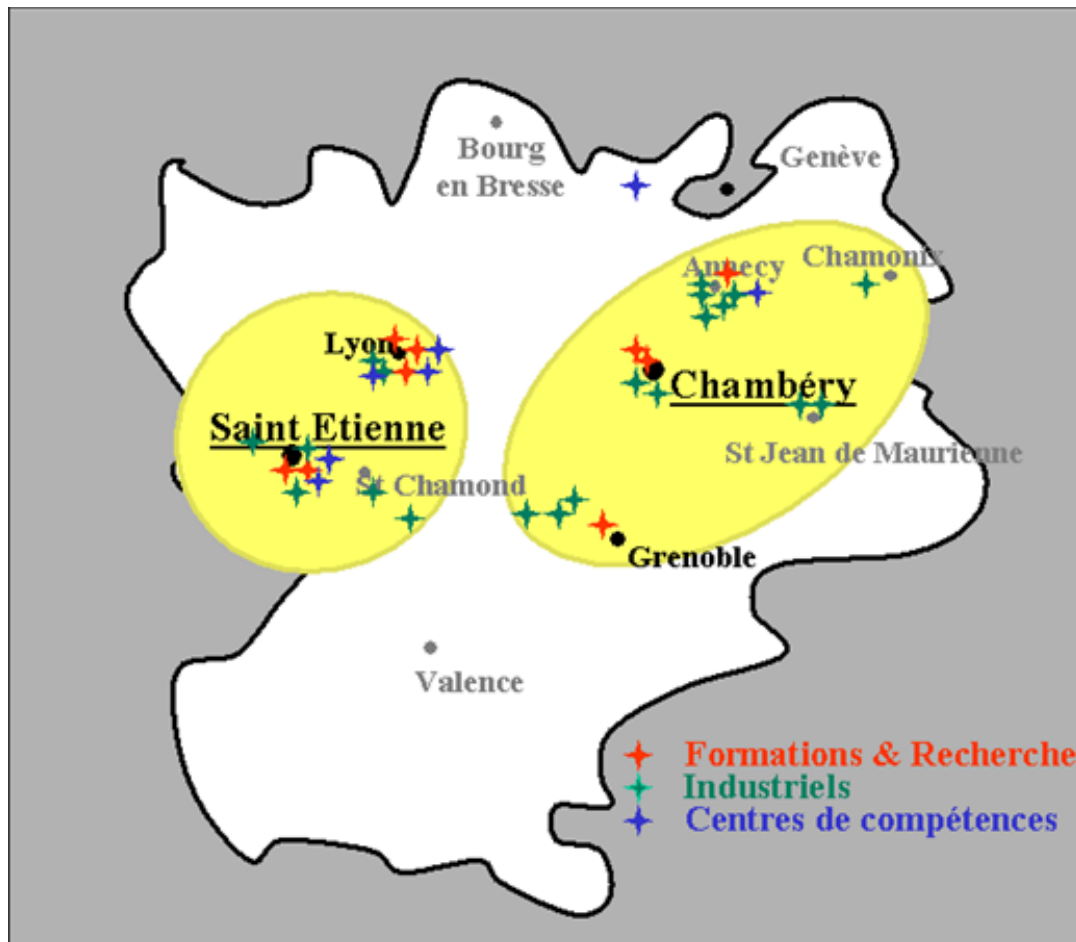 Bourg
en Bresse
Genève
Annecy
Chamonix
Lyon
Chambéry
Saint Etienne
St Jean de Maurienne
St Chamond
Grenoble
Valence
Formations & Recherche
Industriels
Centres de compétences